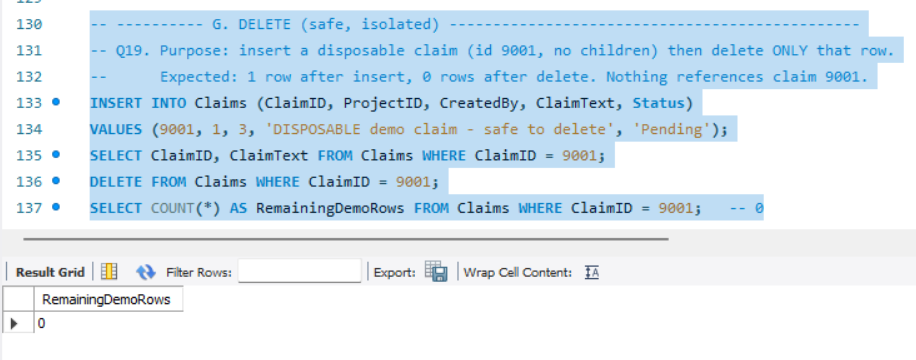 130 -- ---------- G. DELETE (safe, isolated) ----------------------------------------
131 -- Q19. Purpose: insert a disposable claim (id 9001, no children) then delete ONLY that row.
132 -- Expected: 1 row after insert, 0 rows after delete. Nothing references claim 9001.
133 INSERT INTO Claims (ClaimID, ProjectID, CreatedBy, ClaimText, Status)
134 VALUES (9001, 1, 3, 'DISPOSABLE demo claim - safe to delete', 'Pending');
135 SELECT ClaimID, ClaimText FROM Claims WHERE ClaimID = 9001;
136 DELETE FROM Claims WHERE ClaimID = 9001;
137 SELECT COUNT(*) AS RemainingDemoRows FROM Claims WHERE ClaimID = 9001; -- 0
Result Grid Filter Rows: Export: Wrap Cell Content:
RemainingDemoRows
0